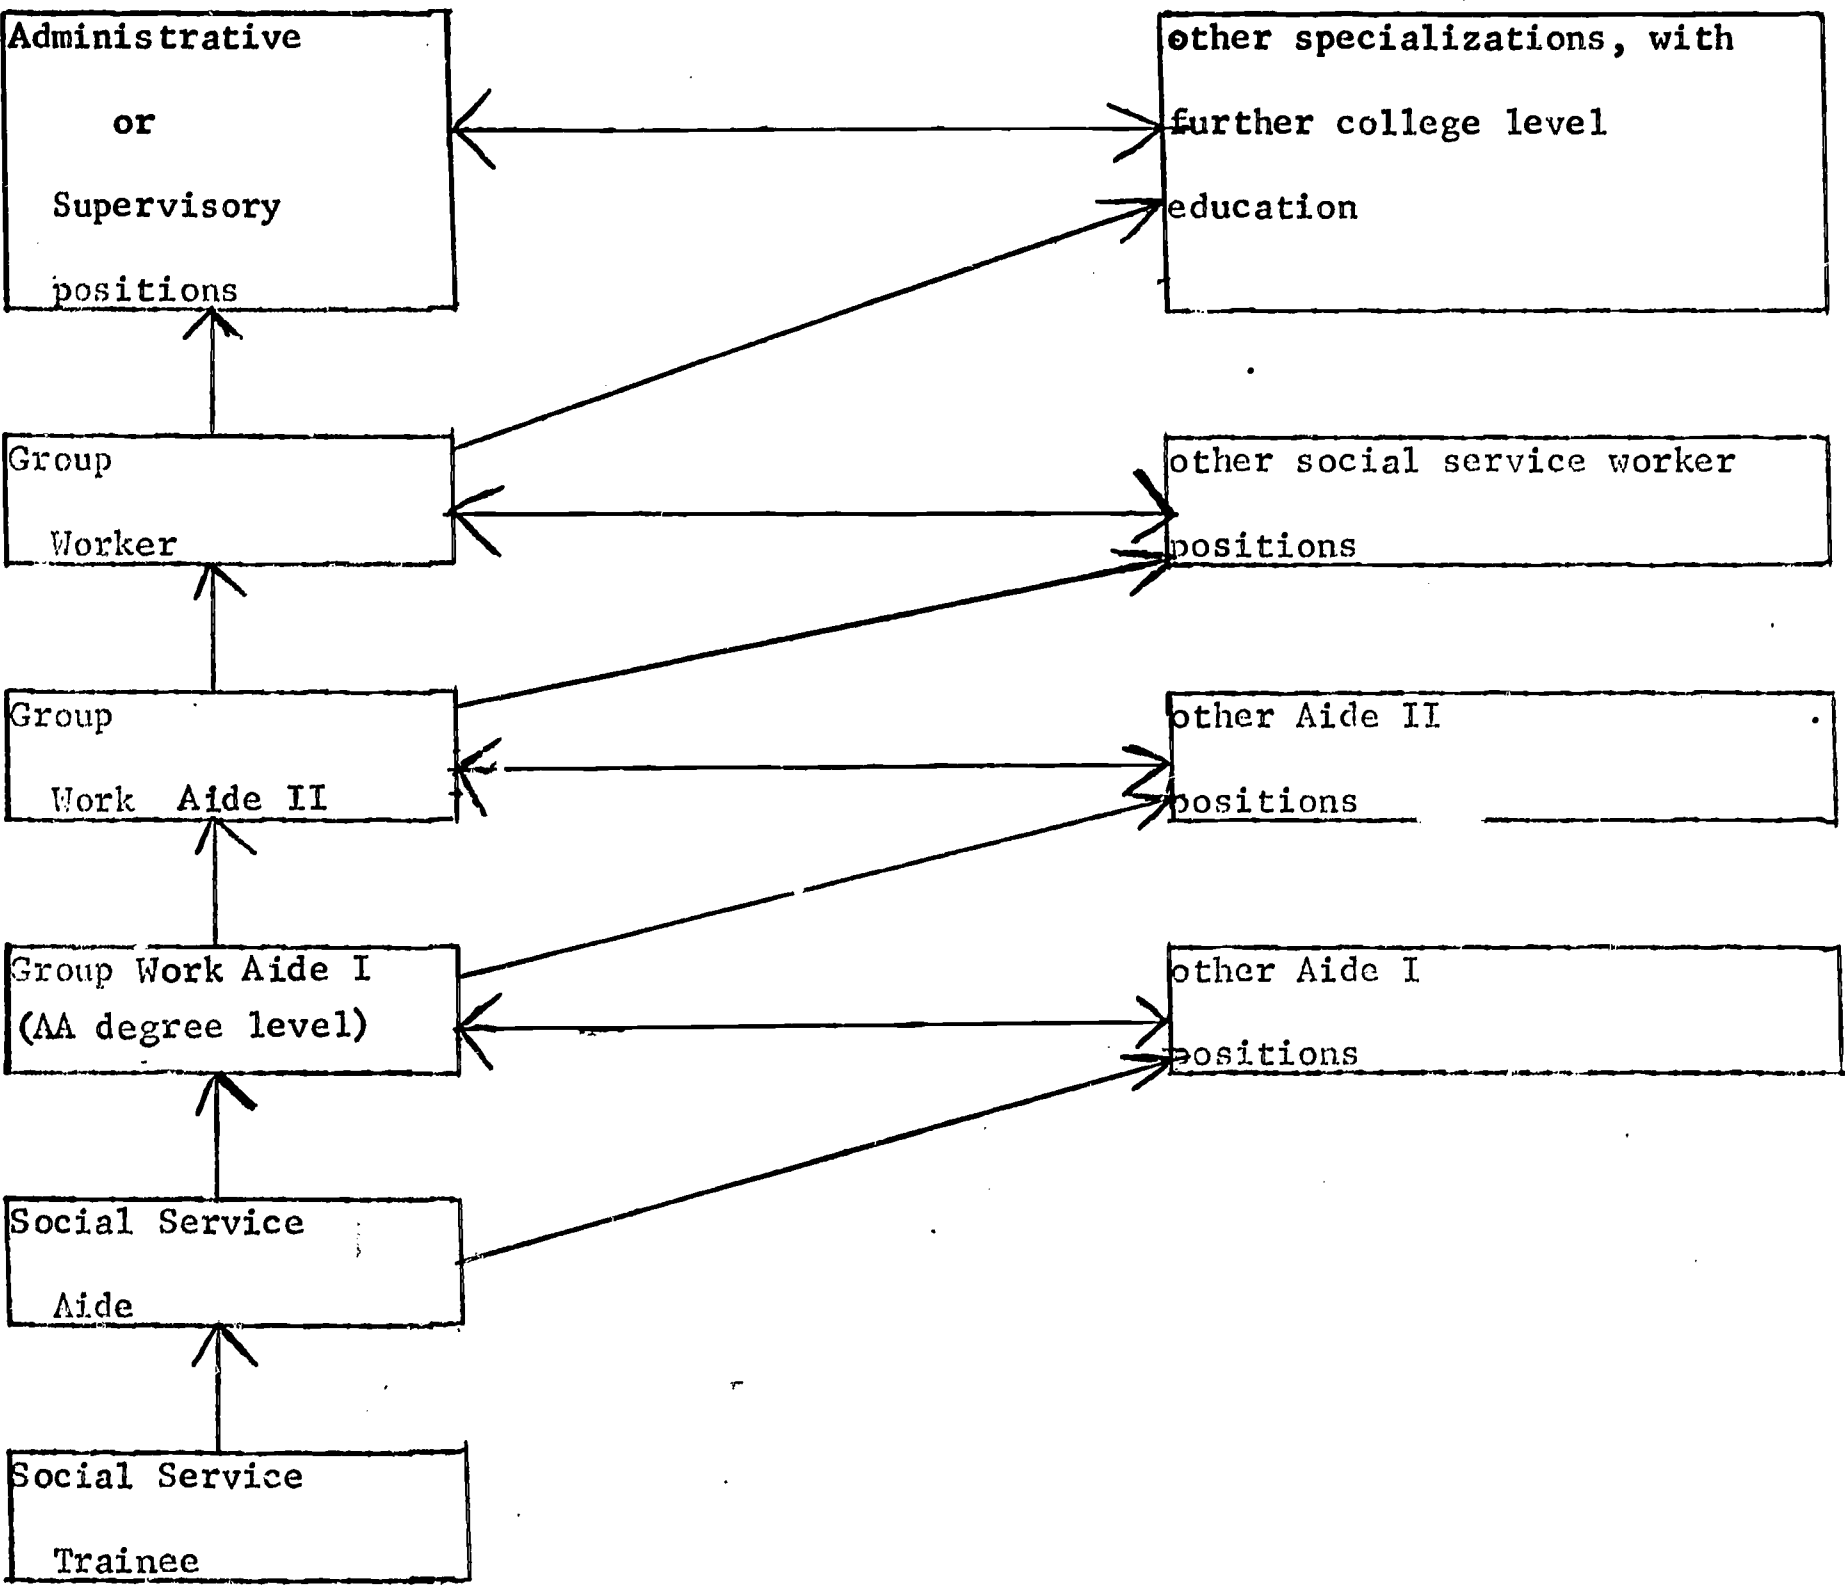 Administrative
or
Supervisory
positions
other specializations, with
further college level
education
Group
Worker
other social service worker
positions
Group
Work Aide II
other Aide II
positions
Group Work Aide I
(AA degree level)
other Aide I
positions
Social Service
Aide
Social Service
Trainee